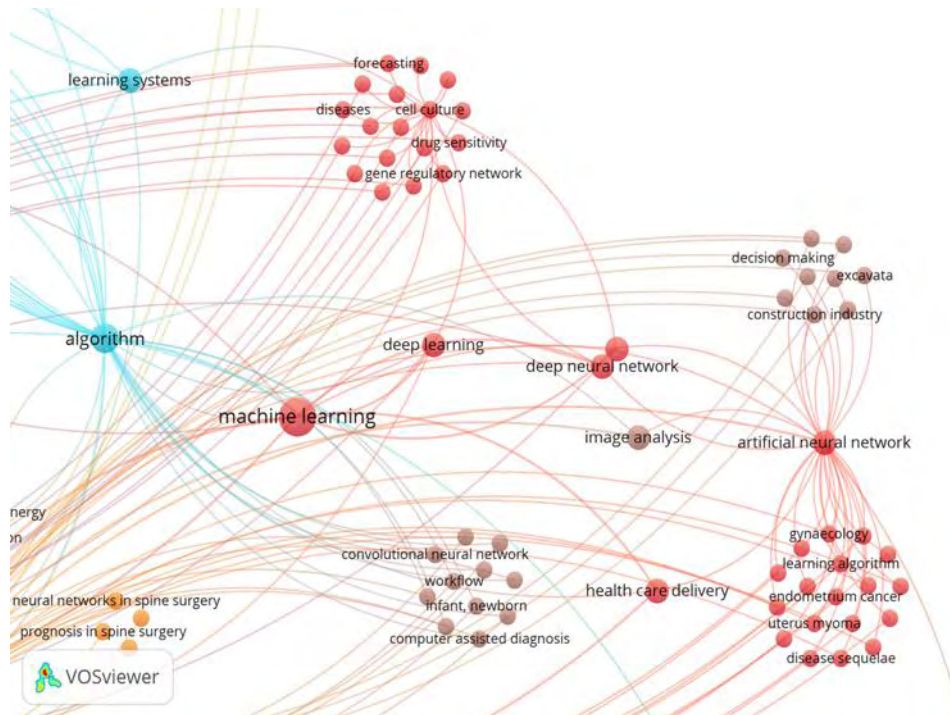 forecasting
learning systems
diseases
cell culture
drug sensitivity
gene regulatory network
decision making
excavata
construction industry
algorithm
deep learning
deep neural network
machine learning
image analysis
artificial neural network
nergy
on
gynaecology
convolutional neural network
learning algorithm
workflow
health care delivery
endometrium cancer
neural networks in spine surgery
infant, newborn
uterus myoma
prognosis in spine surgery
computer assisted diagnosis
disease sequelae
VOSviewer